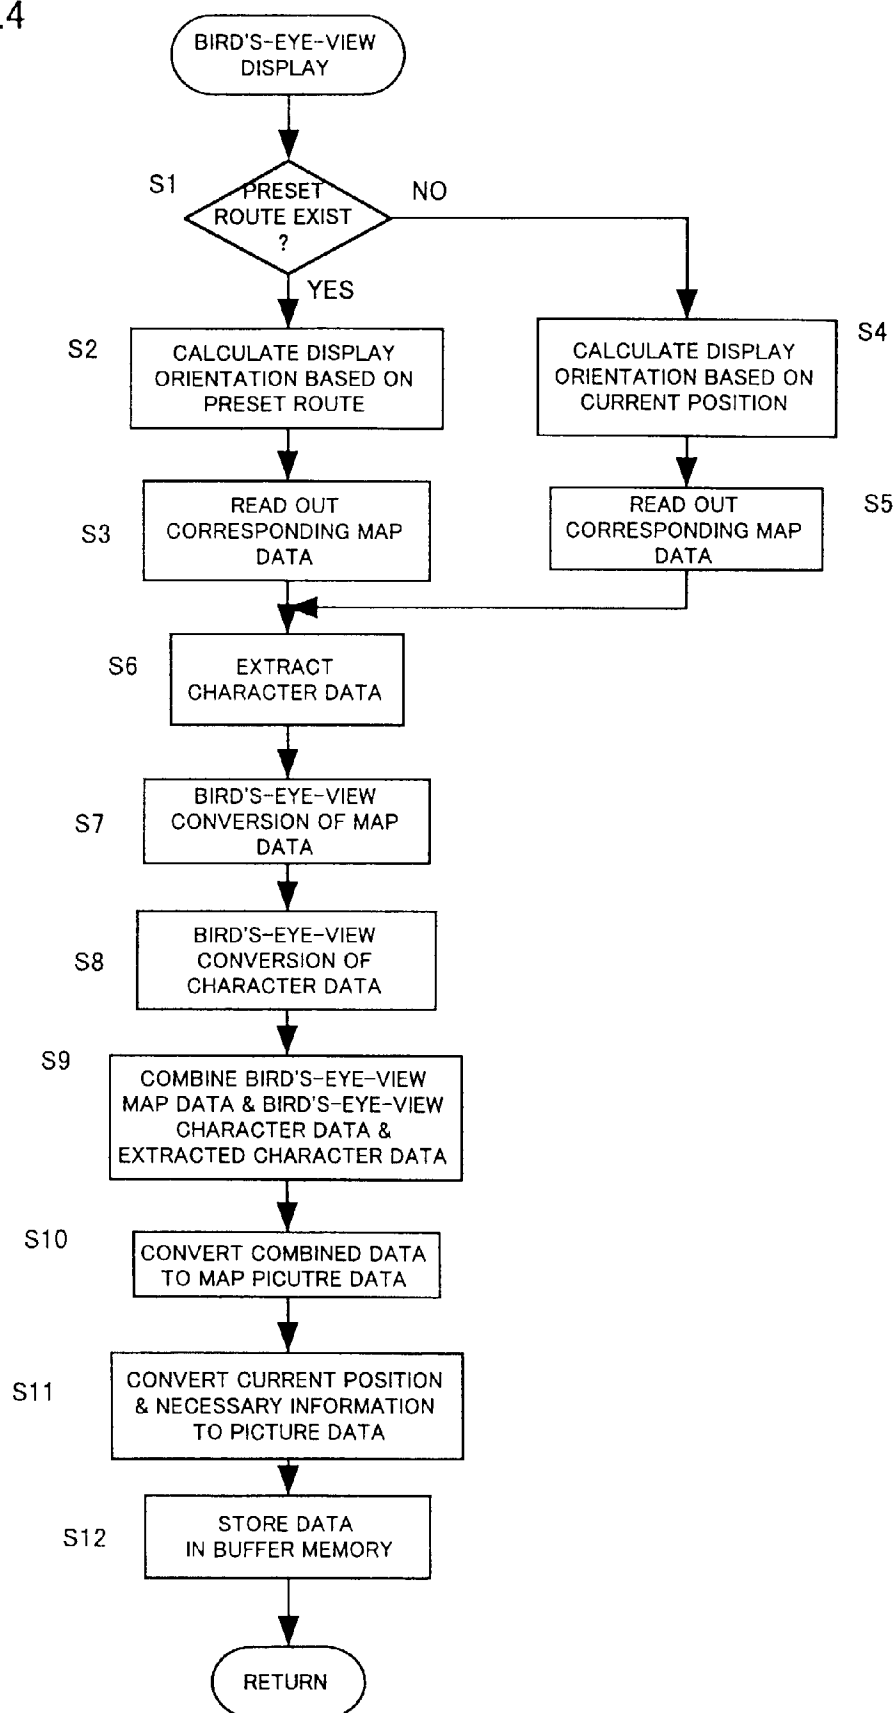 .4
BIRD'S-EYE-VIEW
DISPLAY
S1
PRESET
ROUTE EXIST
?
NO
YES
S2
CALCULATE DISPLAY
ORIENTATION BASED ON
PRESET ROUTE
S4
CALCULATE DISPLAY
ORIENTATION BASED ON
CURRENT POSITION
S3
READ OUT
CORRESPONDING MAP
DATA
S5
READ OUT
CORRESPONDING MAP
DATA
S6
EXTRACT
CHARACTER DATA
S7
BIRD'S-EYE-VIEW
CONVERSION OF MAP
DATA
S8
BIRD'S-EYE-VIEW
CONVERSION OF
CHARACTER DATA
S9
COMBINE BIRD'S-EYE-VIEW
MAP DATA & BIRD'S-EYE-VIEW
CHARACTER DATA &
EXTRACTED CHARACTER DATA
S10
CONVERT COMBINED DATA
TO MAP PICUTRE DATA
S11
CONVERT CURRENT POSITION
& NECESSARY INFORMATION
TO PICTURE DATA
S12
STORE DATA
IN BUFFER MEMORY
RETURN